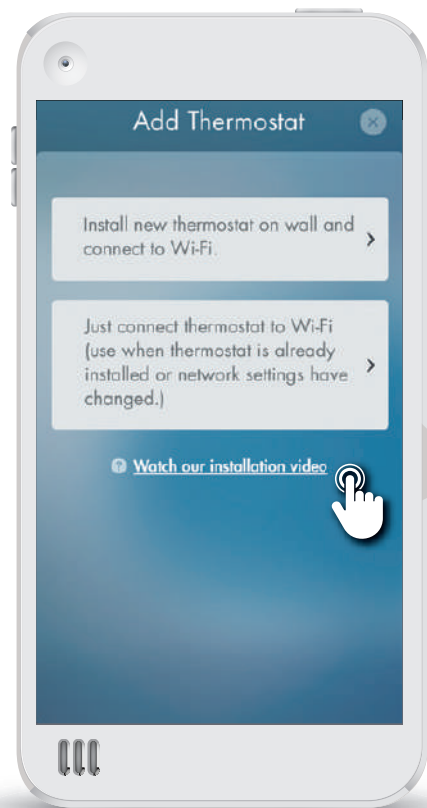 Add Thermostat
Install new thermostat on wall and
connect to Wi-Fi.
Just connect thermostat to Wi-Fi
(use when thermostat is already
installed or network settings have
changed.)
Watch our installation video